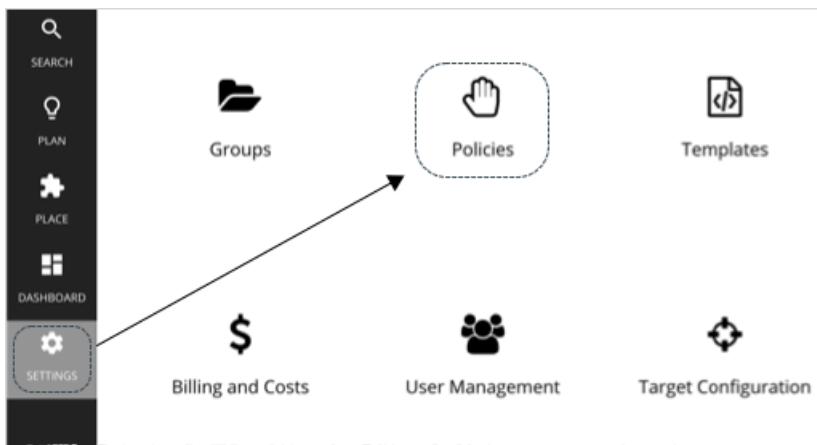 SEARCH
PLAN
PLACE
DASHBOARD
SETTINGS
Groups
Policies
Templates
Billing and Costs
User Management
Target Configuration